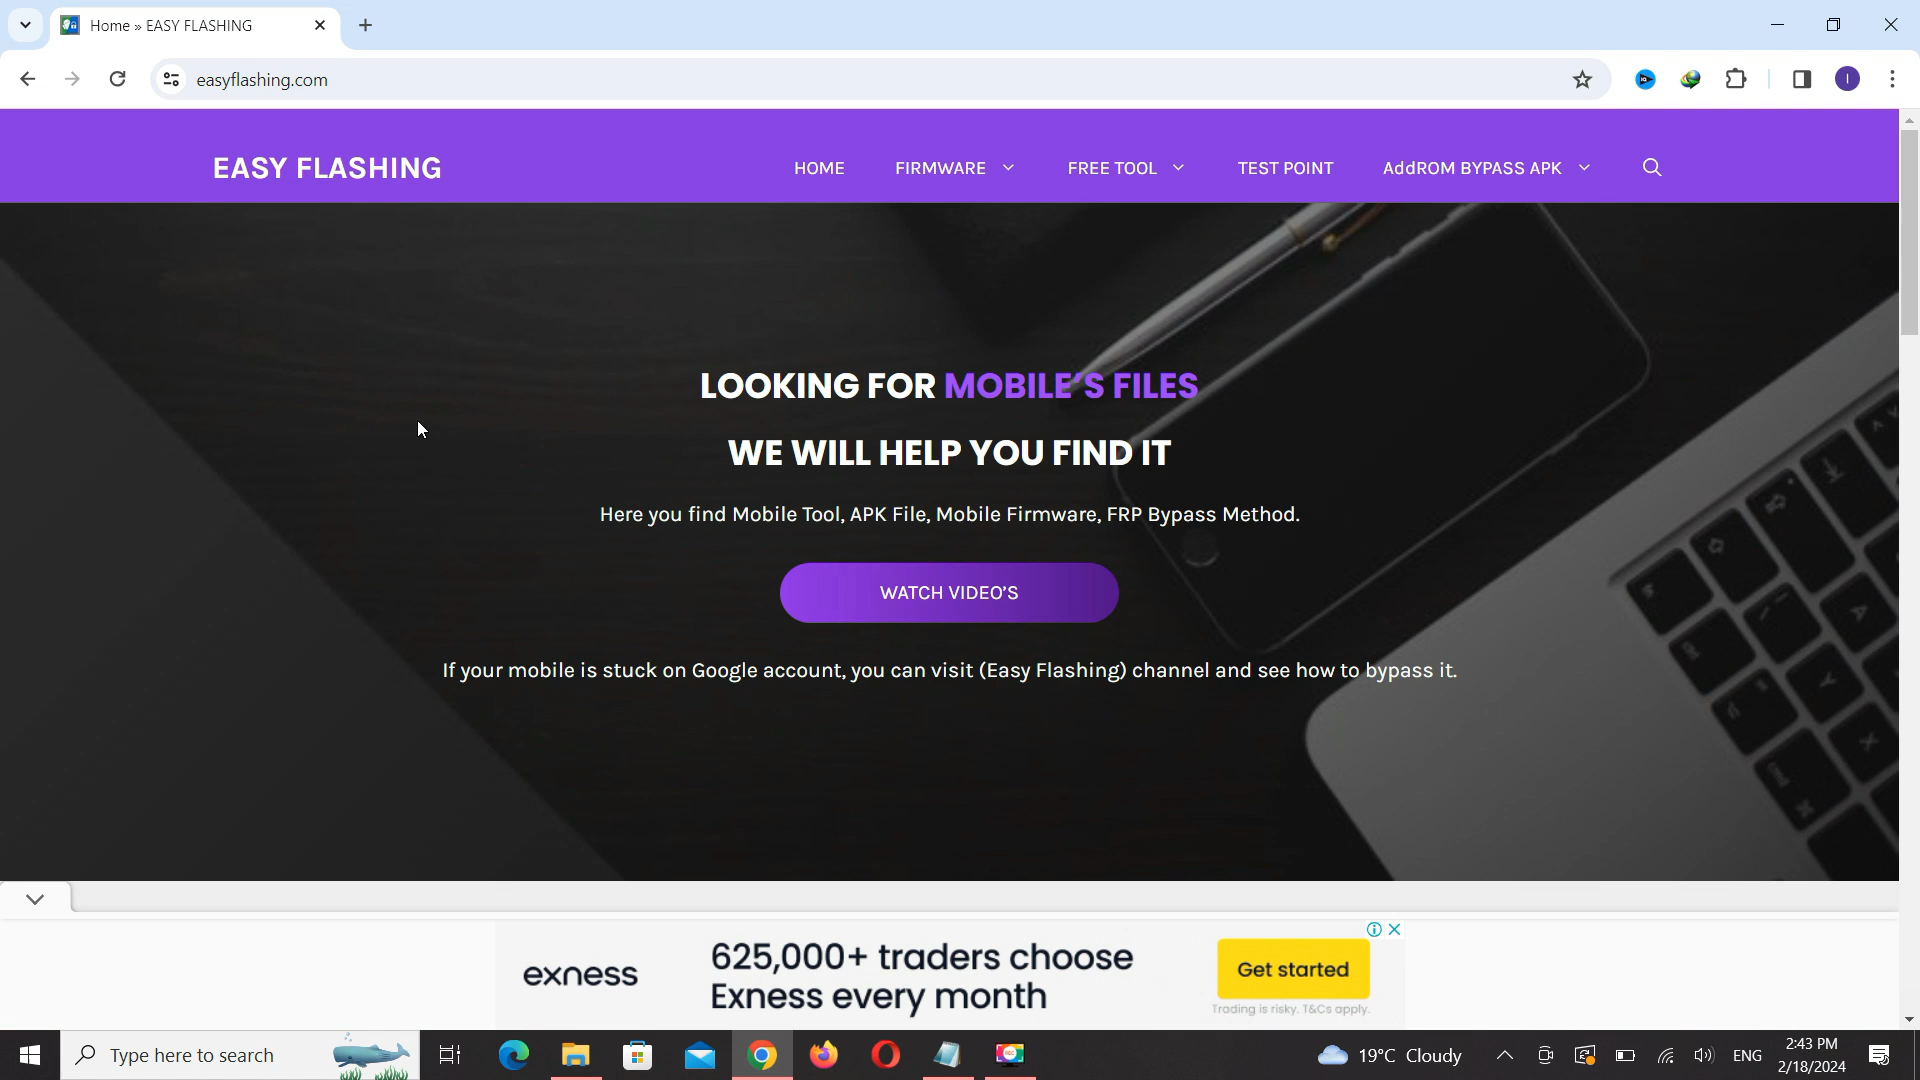 Home » EASY FLASHING
easyflashing.com
I
EASY FLASHING
HOME
FIRMWARE
FREE TOOL
TEST POINT
AddROM BYPASS APK
LOOKING FOR MOBILE'S FILES
WE WILL HELP YOU FIND IT
Here you find Mobile Tool, APK File, Mobile Firmware, FRP Bypass Method.
WATCH VIDEO'S
If your mobile is stuck on Google account, you can visit (Easy Flashing) channel and see how to bypass it.
exness
625,000+ traders choose
Exness every month
Get started
Trading is risky. T&Cs apply.
Type here to search
19°C Cloudy
ENG
2:43 PM
2/18/2024